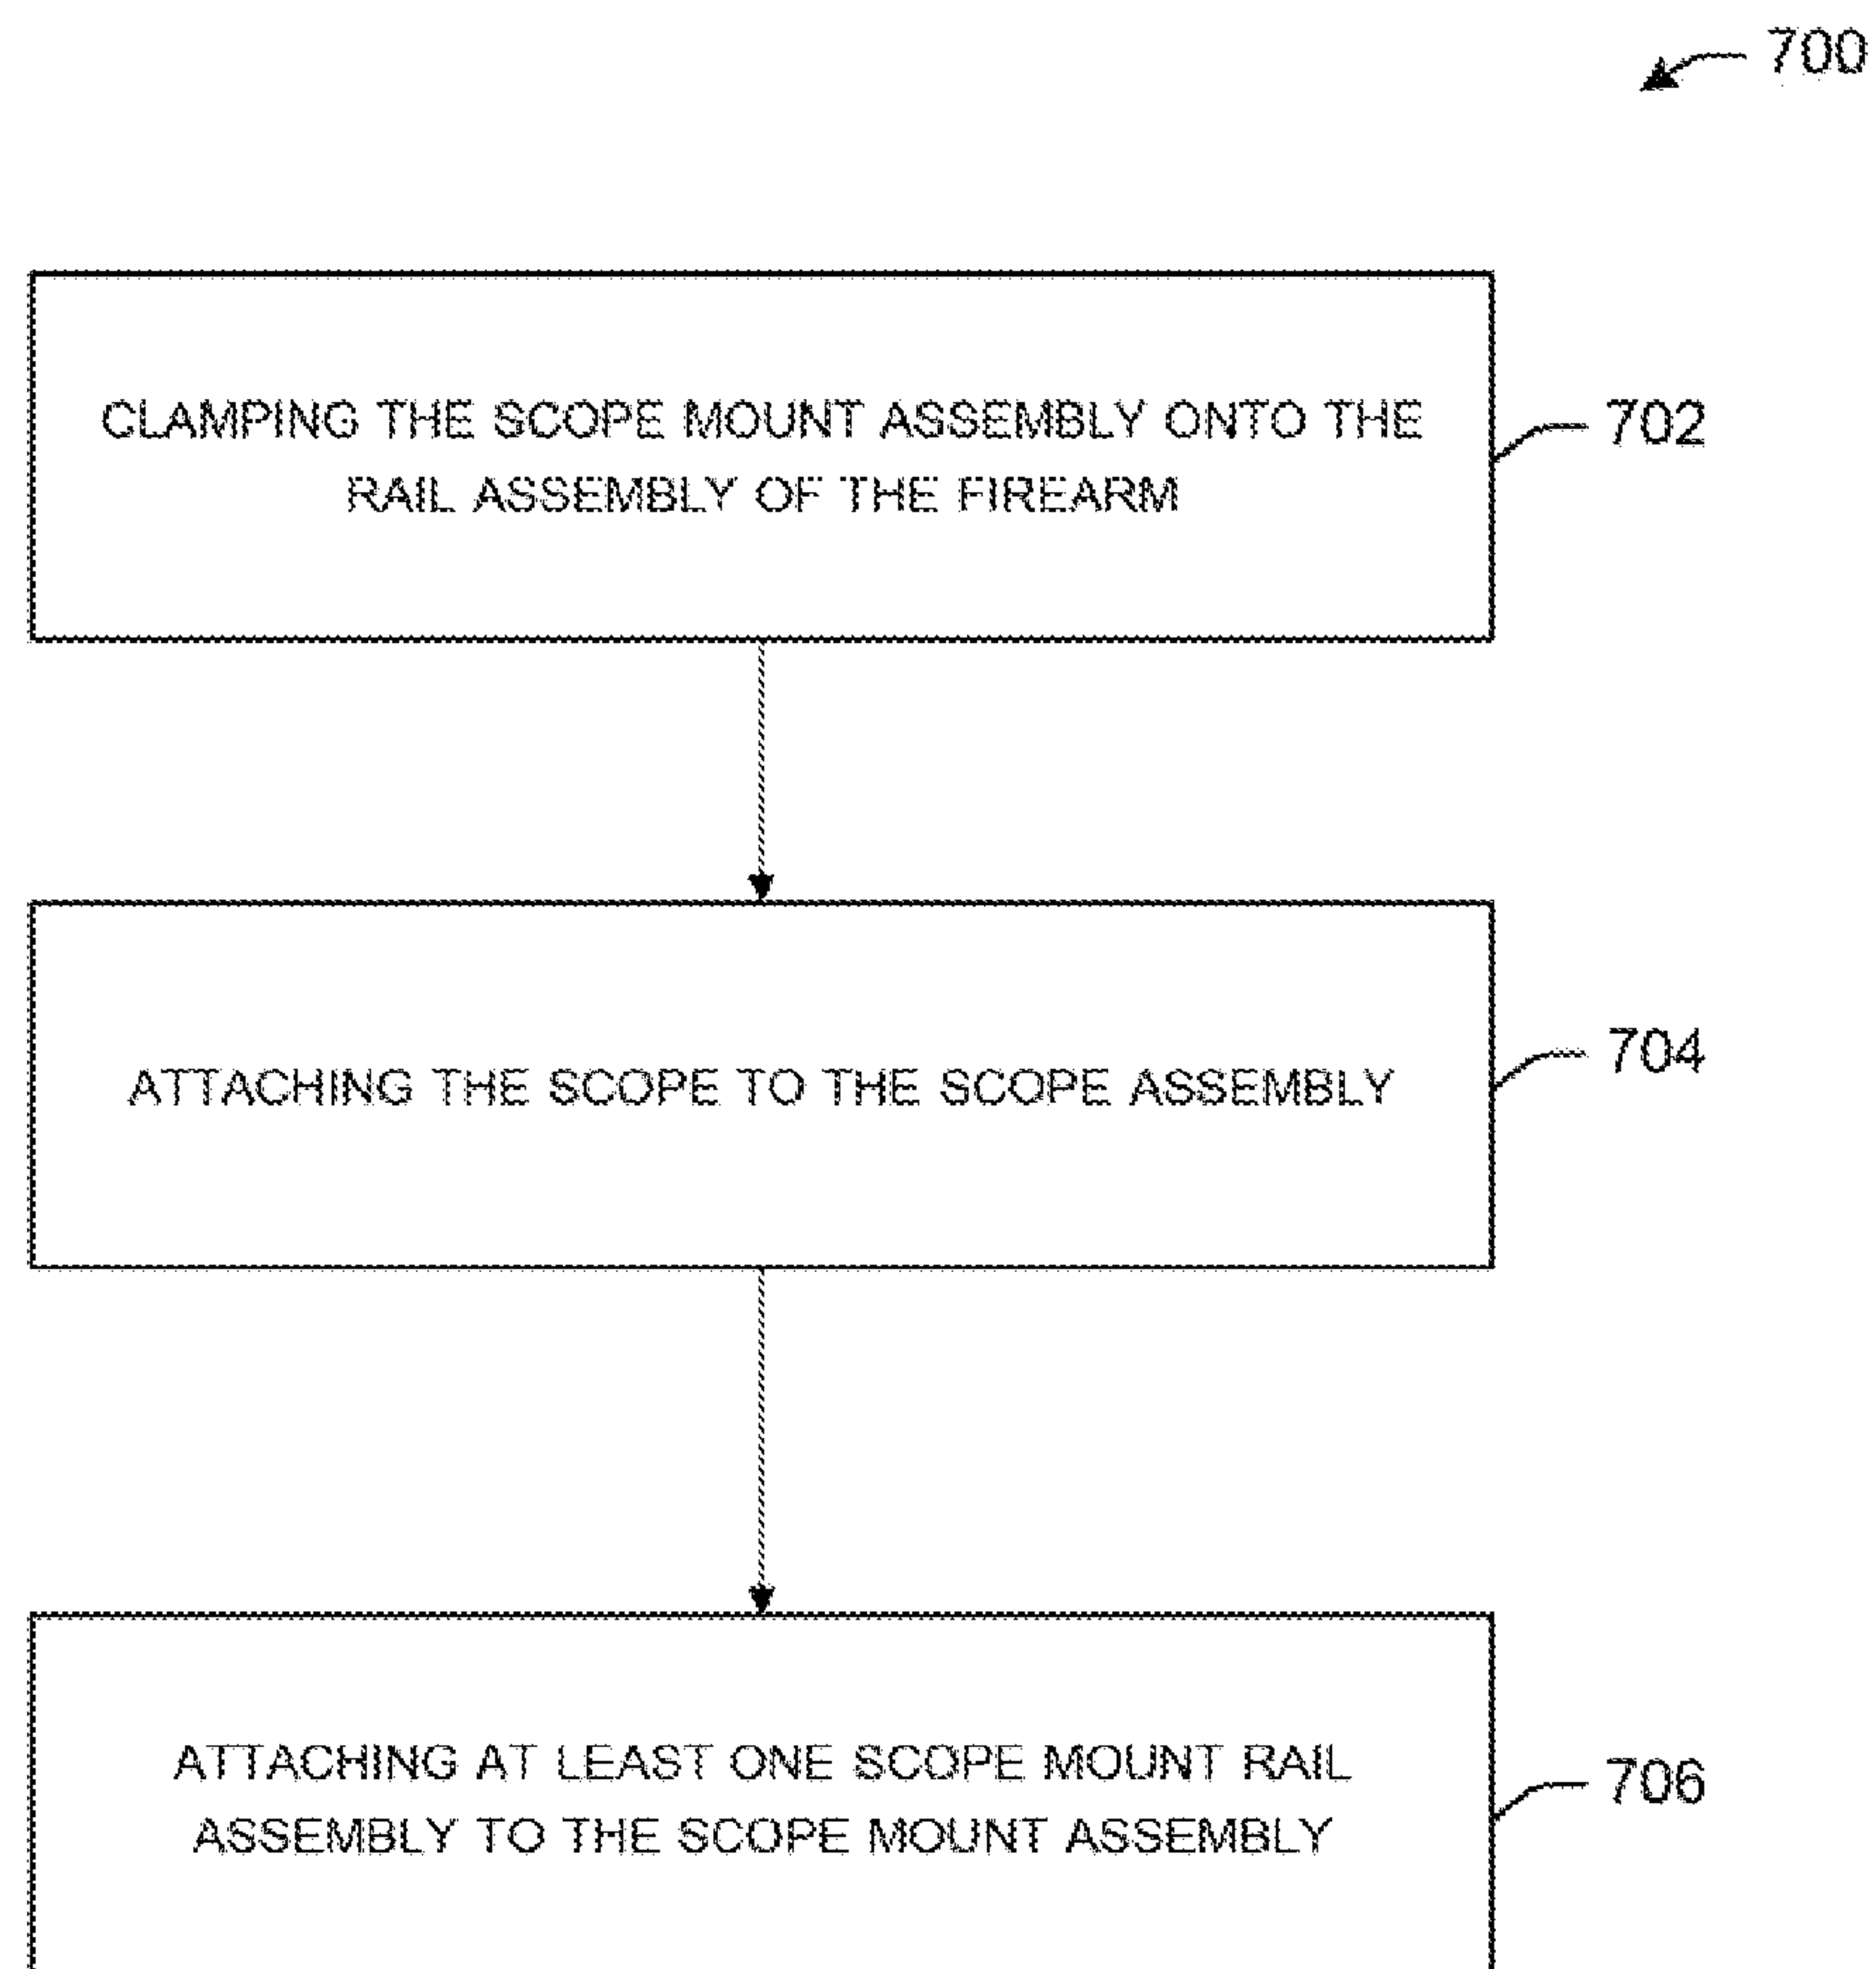 700
CLAMPING THE SCOPE MOUNT ASSEMBLY ONTO THE
RAIL ASSEMBLY OF THE FIREARM
702
ATTACHING THE SCOPE TO THE SCOPE ASSEMBLY
704
ATTACHING AT LEAST ONE SCOPE MOUNT RAIL
ASSEMBLY TO THE SCOPE MOUNT ASSEMBLY
706